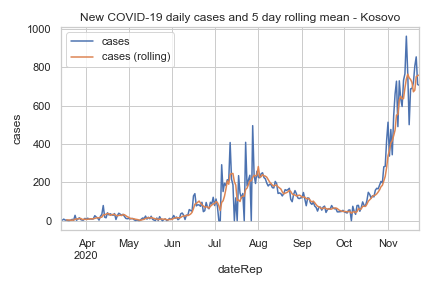 New COVID-19 daily cases and 5 day rolling mean - Kosovo
cases
cases (rolling)
cases
1000
800
600
400
200
0
Apr May Jun Jul Aug Sep Oct Nov
2020
dateRep